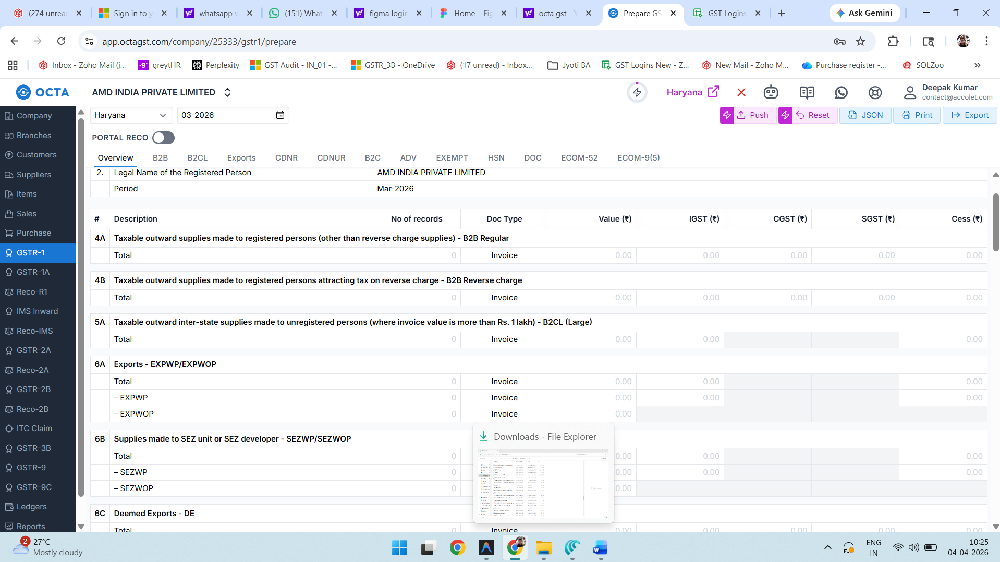 (274 unrea
Sign in to y
whatsapp w
(151) What
figma login
Home – Fig
octa gst - Y
Prepare GS
GST Logins
Ask Gemini
app.octagst.com/company/25333/gstr1/prepare
Inbox - Zoho Mail (j...
greytHR
Perplexity
GST Audit - IN_01 -...
GSTR_3B - OneDrive
(17 unread) - Inbox...
Jyoti BA
GST Logins New - Z...
New Mail - Zoho M...
Purchase register -...
SQLZoo
OCTA
AMD INDIA PRIVATE LIMITED
Haryana
Deepak Kumar
contact@accolet.com
Company
Branches
Customers
Suppliers
Items
Sales
Purchase
GSTR-1
GSTR-1A
Reco-R1
IMS Inward
Reco-IMS
GSTR-2A
Reco-2A
GSTR-2B
Reco-2B
ITC Claim
GSTR-3B
GSTR-9
GSTR-9C
Ledgers
Reports
Haryana 03-2026
Push Reset JSON Print Export
PORTAL RECO
Overview B2B B2CL Exports CDNR CDNUR B2C ADV EXEMPT HSN DOC ECOM-52 ECOM-9(5)
2. Legal Name of the Registered Person AMD INDIA PRIVATE LIMITED
Period Mar-2026
# Description No of records Doc Type Value (₹) IGST (₹) CGST (₹) SGST (₹) Cess (₹)
4A Taxable outward supplies made to registered persons (other than reverse charge supplies) - B2B Regular
Total 0 Invoice 0.00 0.00 0.00 0.00 0.00
4B Taxable outward supplies made to registered persons attracting tax on reverse charge - B2B Reverse charge
Total 0 Invoice 0.00 0.00 0.00 0.00 0.00
5A Taxable outward inter-state supplies made to unregistered persons (where invoice value is more than Rs. 1 lakh) - B2CL (Large)
Total 0 Invoice 0.00 0.00 0.00
6A Exports - EXPWP/EXPWOP
Total 0 Invoice 0.00 0.00 0.00
– EXPWP 0 Invoice 0.00 0.00 0.00
– EXPWOP 0 Invoice 0.00
6B Supplies made to SEZ unit or SEZ developer - SEZWP/SEZWOP
Total 0 0.00 0.00 0.00
– SEZWP 0 0.00 0.00 0.00
– SEZWOP 0 0.00
6C Deemed Exports - DE
Total 0 Invoice 0.00 0.00 0.00 0.00 0.00
Downloads - File Explorer
2
27°C
Mostly cloudy
ENG
IN
10:25
04-04-2026